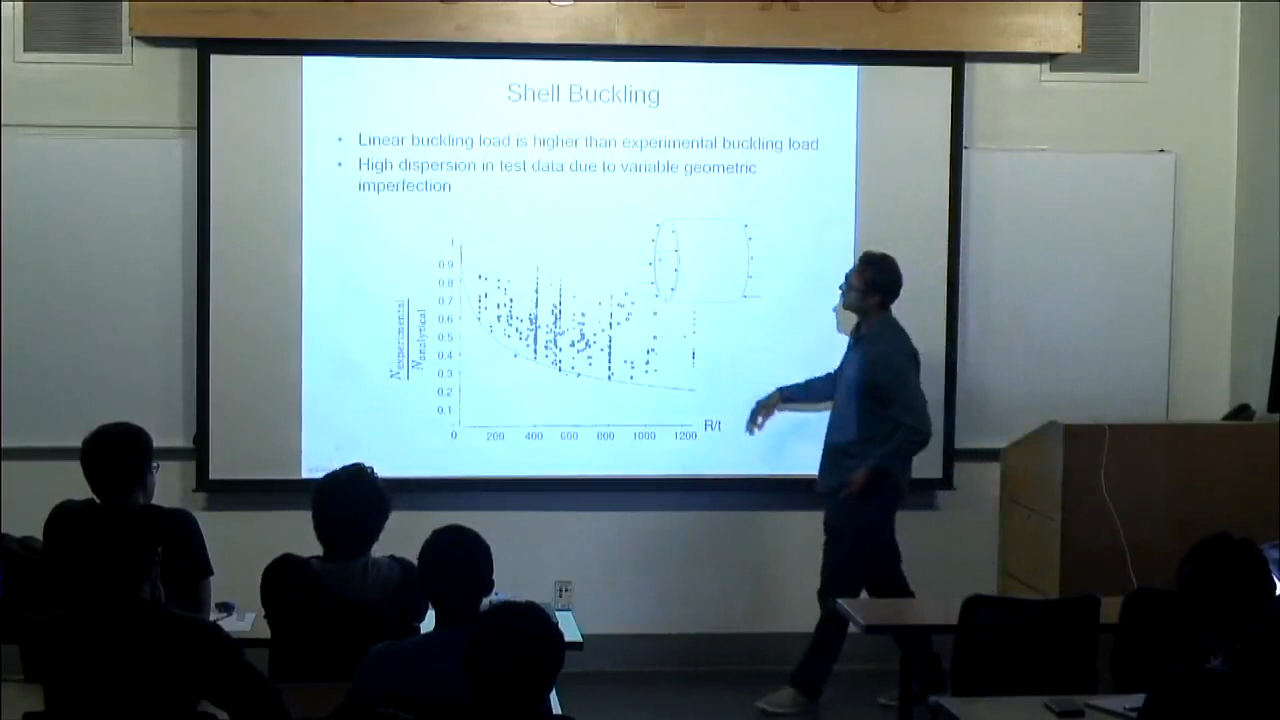 Shell Buckling
• Linear buckling load is higher than experimental buckling load
• High dispersion in test data due to variable geometric
imperfection
1
0.9
0.8
0.7
0.6
0.5
0.4
0.3
0.2
0.1
Nexperimental
Nanalytical
0 200 400 600 800 1000 1200 R/t